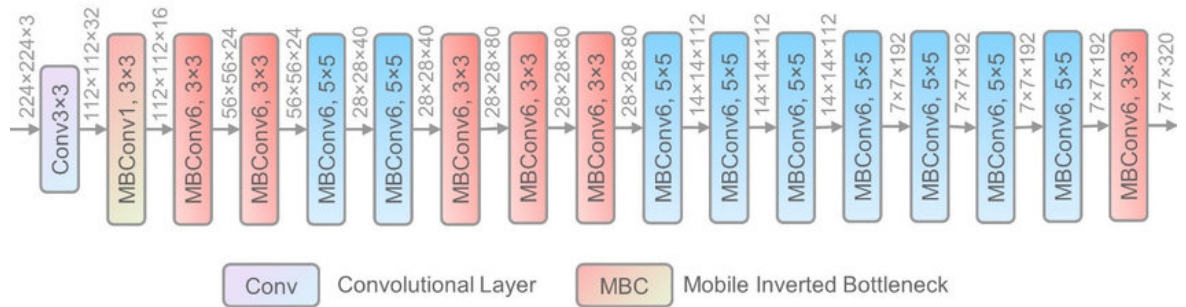 224×224×3
Conv3×3
112×112×32
MBConv1, 3×3
112×112×16
MBConv6, 3×3
56×56×24
MBConv6, 3×3
56×56×24
MBConv6, 5×5
28×28×40
MBConv6, 5×5
28×28×40
MBConv6, 3×3
28×28×80
MBConv6, 3×3
28×28×80
MBConv6, 3×3
28×28×80
MBConv6, 5×5
14×14×112
MBConv6, 5×5
14×14×112
MBConv6, 5×5
14×14×112
MBConv6, 5×5
7×7×192
MBConv6, 5×5
7×7×192
MBConv6, 5×5
7×7×192
MBConv6, 5×5
7×7×192
MBConv6, 3×3
7×7×320
Conv Convolutional Layer MBC Mobile Inverted Bottleneck